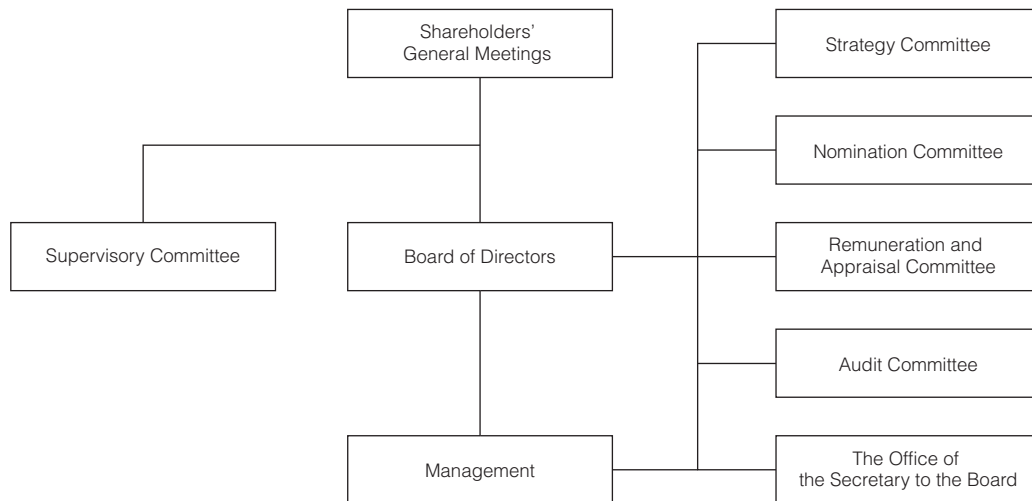 Shareholders’
General Meetings
Strategy Committee
Nomination Committee
Supervisory Committee
Board of Directors
Remuneration and
Appraisal Committee
Audit Committee
Management
The Office of
the Secretary to the Board